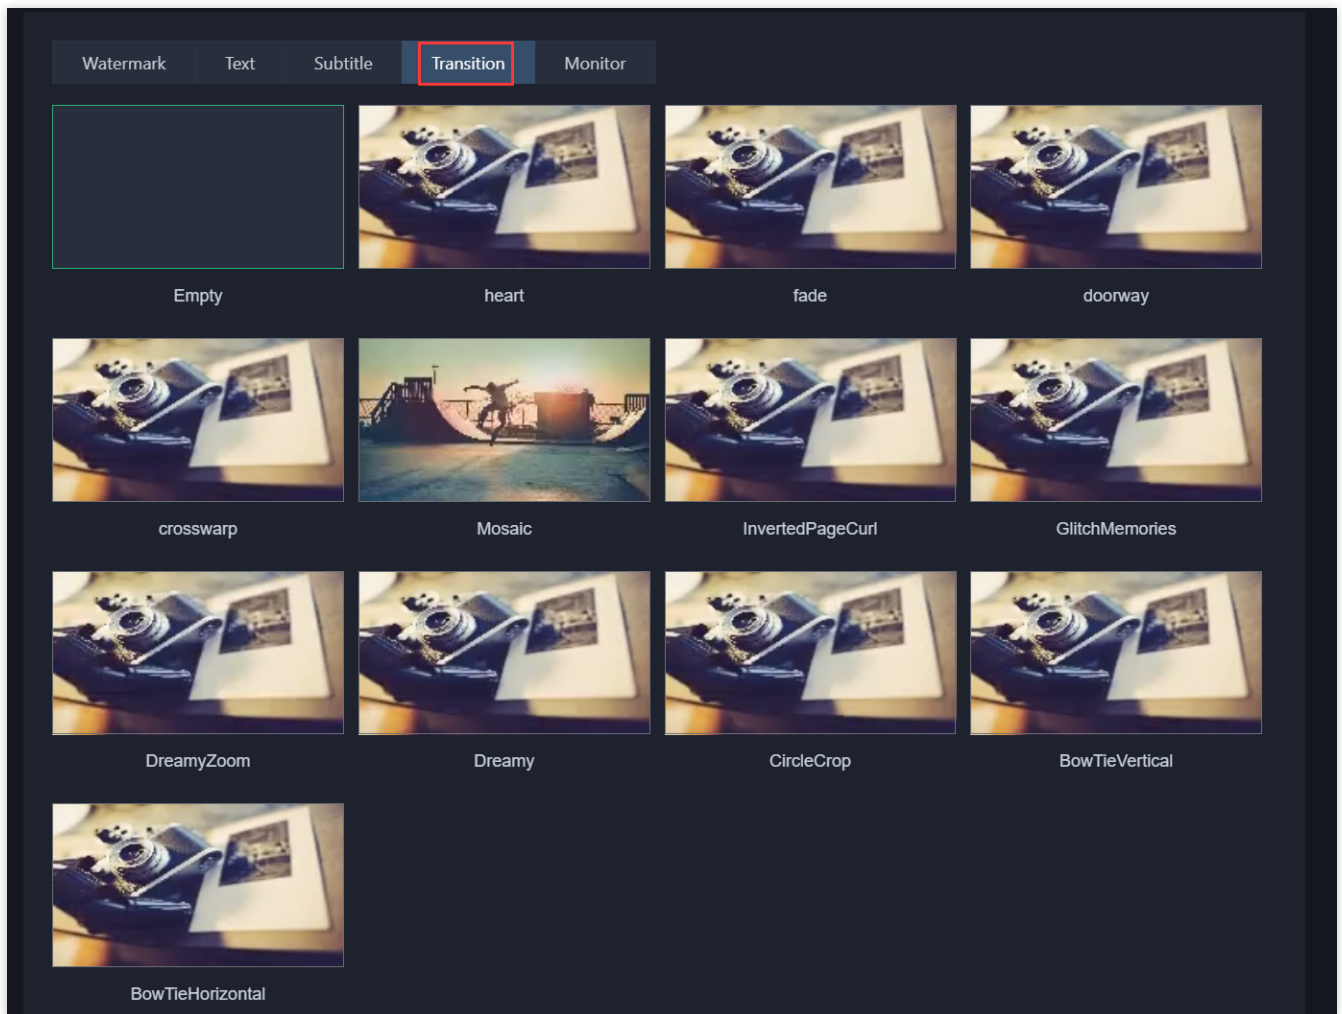 Watermark Text Subtitle Transition Monitor
Empty heart fade doorway
crosswarp Mosaic InvertedPageCurl GlitchMemories
DreamyZoom Dreamy CircleCrop BowTieVertical
BowTieHorizontal